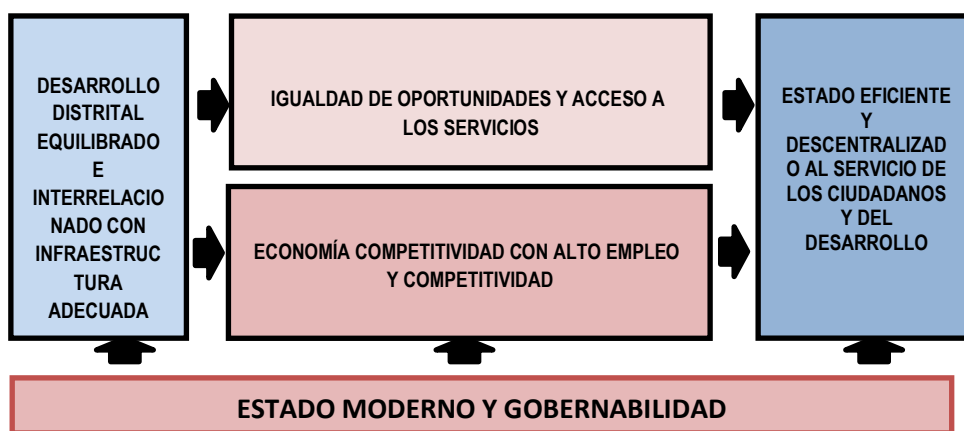 DESARROLLO
DISTRITAL
EQUILIBRADO
E
INTERRELACIO
NADO CON
INFRAESTRUC
TURA
ADECUADA
IGUALDAD DE OPORTUNIDADES Y ACCESO A
LOS SERVICIOS
ECONOMÍA COMPETITIVIDAD CON ALTO EMPLEO
Y COMPETITIVIDAD
ESTADO EFICIENTE
Y
DESCENTRALIZAD
O AL SERVICIO DE
LOS CIUDADANOS
Y DEL
DESARROLLO
ESTADO MODERNO Y GOBERNABILIDAD